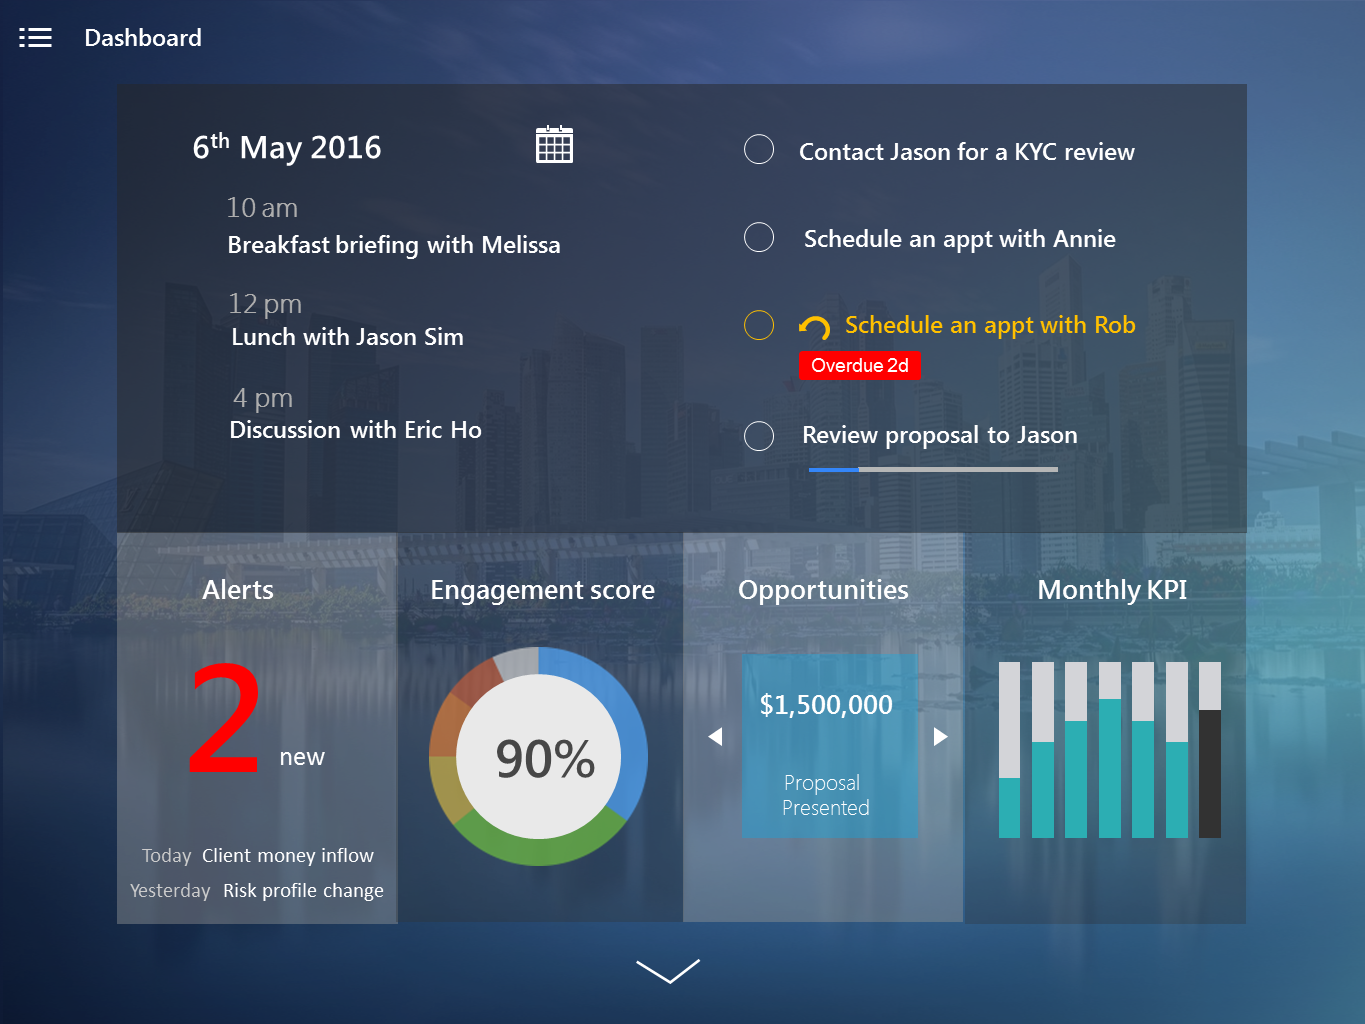 Dashboard
6th May 2016
10 am
Breakfast briefing with Melissa
12 pm
Lunch with Jason Sim
4 pm
Discussion with Eric Ho
Contact Jason for a KYC review
Schedule an appt with Annie
Schedule an appt with Rob
Overdue 2d
Review proposal to Jason
Alerts
2 new
Today Client money inflow
Yesterday Risk profile change
Engagement score
90%
Opportunities
$1,500,000
Proposal
Presented
Monthly KPI